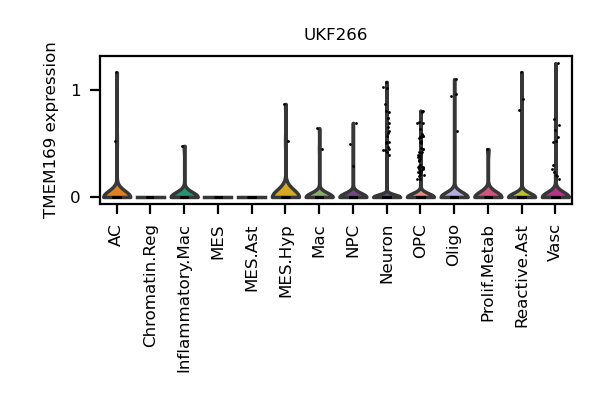 UKF266
TMEM169 expression
1
0
AC
Chromatin.Reg
Inflammatory.Mac
MES
MES.Ast
MES.Hyp
Mac
NPC
Neuron
OPC
Oligo
Prolif.Metab
Reactive.Ast
Vasc